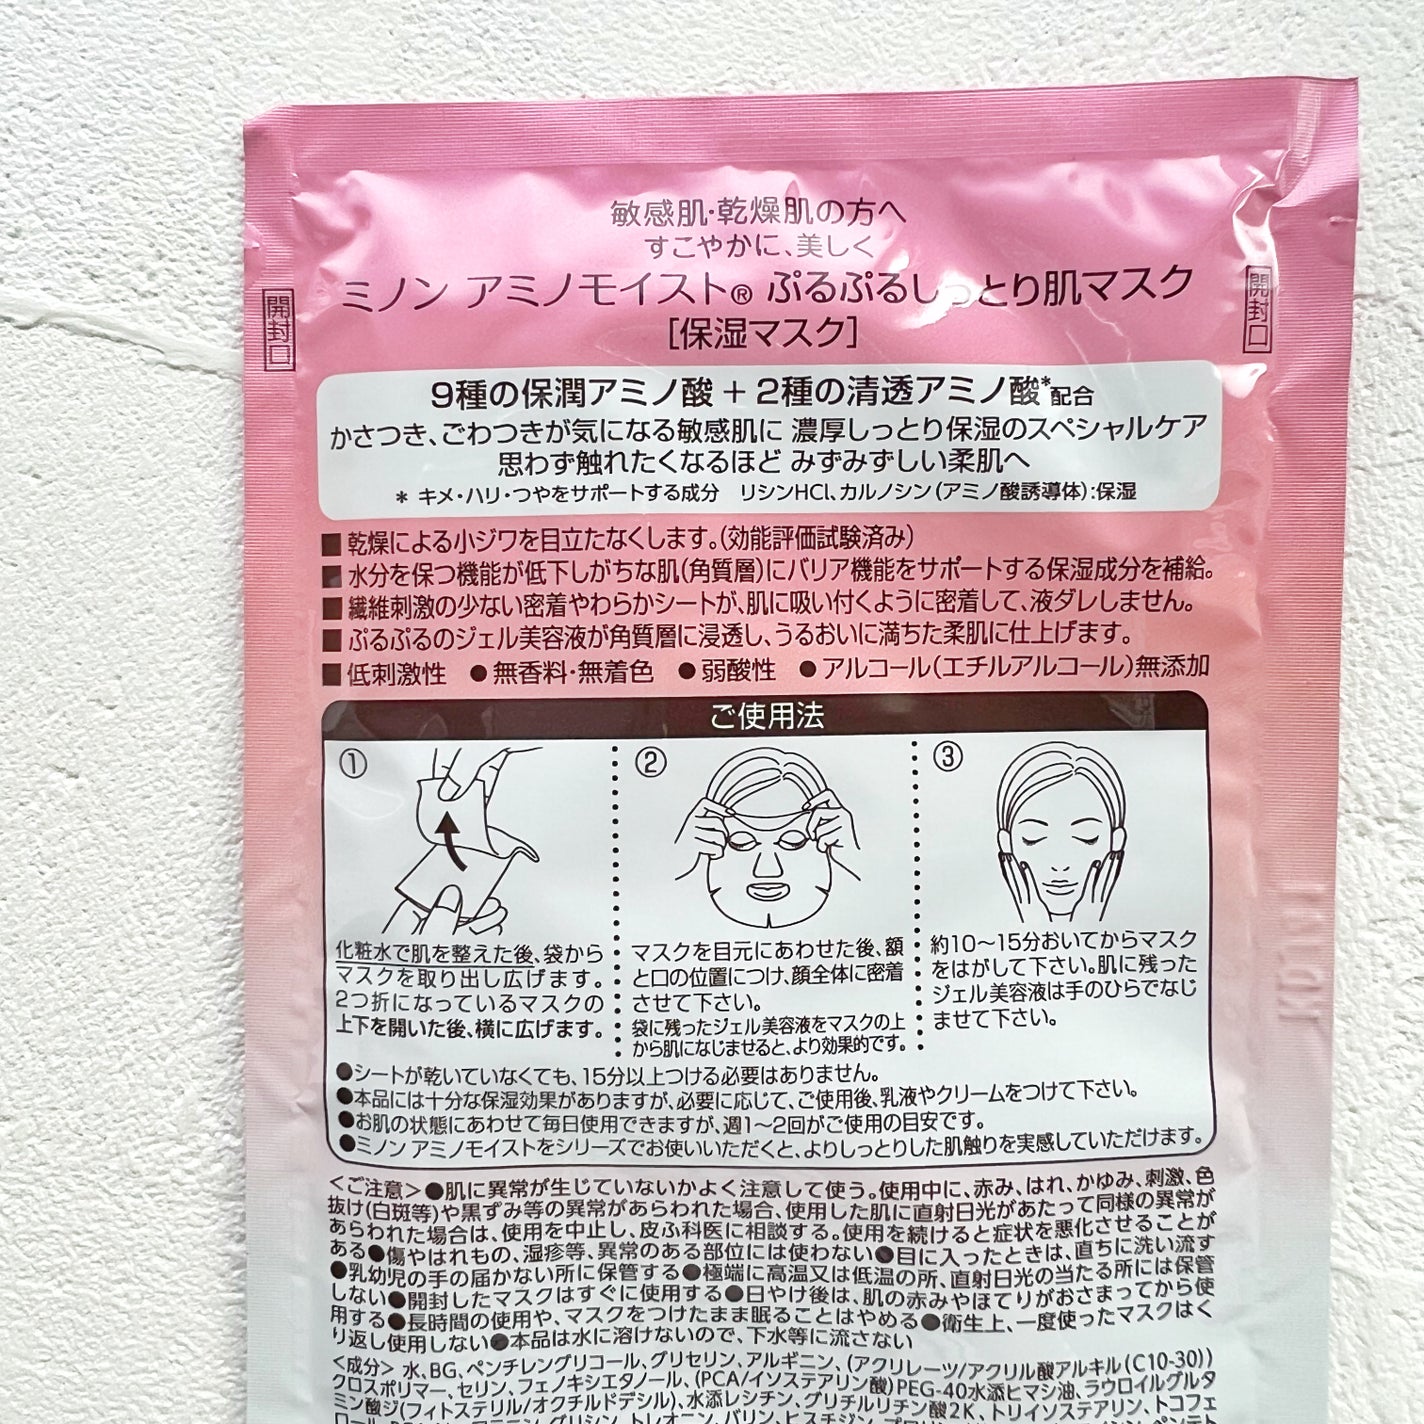 敏感肌・乾燥肌の方へ
すこやかに、美しく
ミノン アミノモイスト® ぷるぷるしっとり肌マスク
[保湿マスク]
開封口
開封口
9種の保潤アミノ酸＋2種の清透アミノ酸*配合
かさつき、ごわつきが気になる敏感肌に 濃厚しっとり保湿のスペシャルケア
思わず触れたくなるほど みずみずしい柔肌へ
* キメ・ハリ・つやをサポートする成分 リシンHCl、カルノシン(アミノ酸誘導体):保湿
■乾燥による小ジワを目立たなくします。(効能評価試験済み)
■水分を保つ機能が低下しがちな肌(角質層)にバリア機能をサポートする保湿成分を補給。
■繊維刺激の少ない密着やわらかシートが、肌に吸い付くように密着して、液ダレしません。
■ぷるぷるのジェル美容液が角質層に浸透し、うるおいに満ちた柔肌に仕上げます。
■低刺激性 ●無香料・無着色 ●弱酸性 ●アルコール(エチルアルコール)無添加
ご使用法
①
化粧水で肌を整えた後、袋から
マスクを取り出し広げます。
2つ折になっているマスクの
上下を開いた後、横に広げます。
②
マスクを目元にあわせた後、額
と口の位置につけ、顔全体に密着
させて下さい。
袋に残ったジェル美容液をマスクの上
から肌になじませると、より効果的です。
③
約10～15分おいてからマスク
をはがして下さい。肌に残った
ジェル美容液は手のひらでなじ
ませて下さい。
●シートが乾いていなくても、15分以上つける必要はありません。
●本品には十分な保湿効果がありますが、必要に応じて、ご使用後、乳液やクリームをつけて下さい。
●お肌の状態にあわせて毎日使用できますが、週1～2回がご使用の目安です。
●ミノン アミノモイストをシリーズでお使いいただくと、よりしっとりした肌触りを実感していただけます。
<ご注意>●肌に異常が生じていないかよく注意して使う。使用中に、赤み、はれ、かゆみ、刺激、色
抜け(白斑等)や黒ずみ等の異常があらわれた場合、使用した肌に直射日光があたって同様の異常が
あらわれた場合は、使用を中止し、皮ふ科医に相談する。使用を続けると症状を悪化させることが
ある●傷やはれもの、湿疹等、異常のある部位には使わない●目に入ったときは、直ちに洗い流す
●乳幼児の手の届かない所に保管する●極端に高温又は低温の所、直射日光の当たる所には保管
しない●開封したマスクはすぐに使用する●日やけ後は、肌の赤みやほてりがおさまってから使
用する●長時間の使用や、マスクをつけたまま眠ることはやめる●衛生上、一度使ったマスクはく
り返し使用しない●本品は水に溶けないので、下水等に流さない
<成分> 水、BG、ペンチレングリコール、グリセリン、アルギニン、(アクリレーツ/アクリル酸アルキル(C10-30))
クロスポリマー、セリン、フェノキシエタノール、(PCA/イソステアリン酸)PEG-40水添ヒマシ油、ラウロイルグルタ
ミン酸ジ(フィトステリル/オクチルドデシル)、水添レシチン、グリチルリチン酸2K、トリイソステアリン、トコフェ